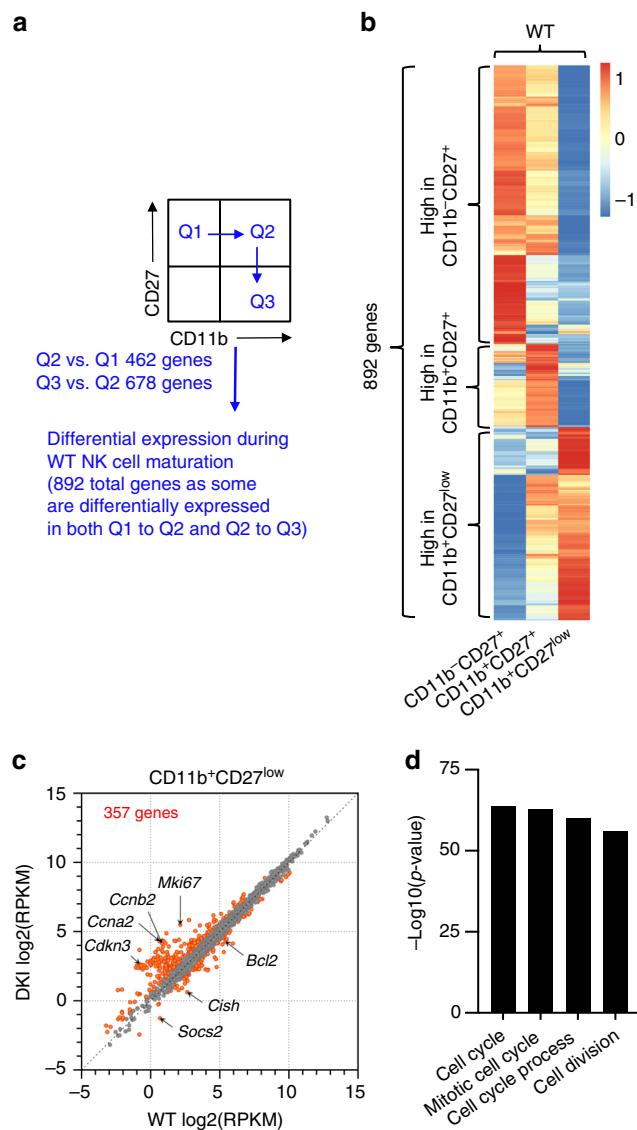 a
CD27
Q1
Q2
Q3
CD11b
Q2 vs. Q1 462 genes
Q3 vs. Q2 678 genes
Differential expression during
WT NK cell maturation
(892 total genes as some
are differentially expressed
in both Q1 to Q2 and Q2 to Q3)
b
WT
892 genes
High in
CD11b⁻CD27⁺
High in
CD11b⁺CD27⁺
High in
CD11b⁺CD27ˡᵒʷ
1
0
−1
CD11b⁻CD27⁺
CD11b⁺CD27⁺
CD11b⁺CD27ˡᵒʷ
c
CD11b⁺CD27ˡᵒʷ
357 genes
DKI log2(RPKM)
15
10
5
0
−5
Mki67
Ccnb2
Ccna2
Cdkn3
Bcl2
Cish
Socs2
−5
0
5
10
15
WT log2(RPKM)
d
−Log10(p-value)
75
50
25
0
Cell cycle
Mitotic cell cycle
Cell cycle process
Cell division